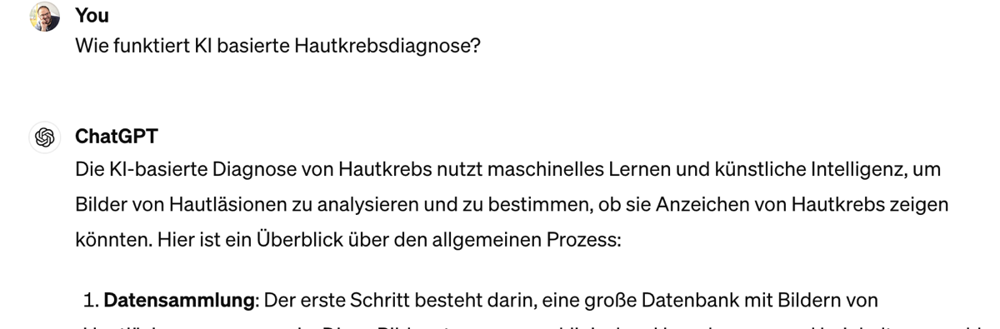 You
Wie funktiert KI basierte Hautkrebsdiagnose?
ChatGPT
Die KI-basierte Diagnose von Hautkrebs nutzt maschinelles Lernen und künstliche Intelligenz, um
Bilder von Hautläsionen zu analysieren und zu bestimmen, ob sie Anzeichen von Hautkrebs zeigen
könnten. Hier ist ein Überblick über den allgemeinen Prozess:
1. Datensammlung: Der erste Schritt besteht darin, eine große Datenbank mit Bildern von